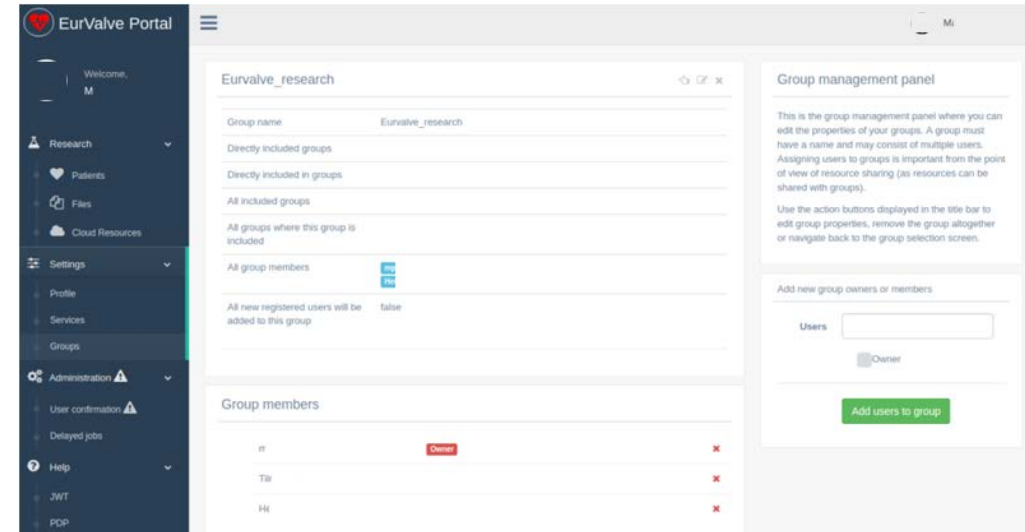 EurValve Portal
Welcome,
M
Research
Patients
Files
Cloud Resources
Settings
Profile
Services
Groups
Administration
User confirmation
Delayed jobs
Help
JWT
PDP
Eurvalve_research
Group name Eurvalve_research
Directly included groups
Directly included in groups
All included groups
All groups where this group is
included
All group members
All new registered users will be false
added to this group
Group members
Owner
Group management panel
This is the group management panel where you can
edit the properties of your groups. A group must
have a name and may consist of multiple users.
Assigning users to groups is important from the point
of view of resource sharing (as resources can be
shared with groups).
Use the action buttons displayed in the title bar to
edit group properties, remove the group altogether
or navigate back to the group selection screen.
Add new group owners or members
Users
Owner
Add users to group